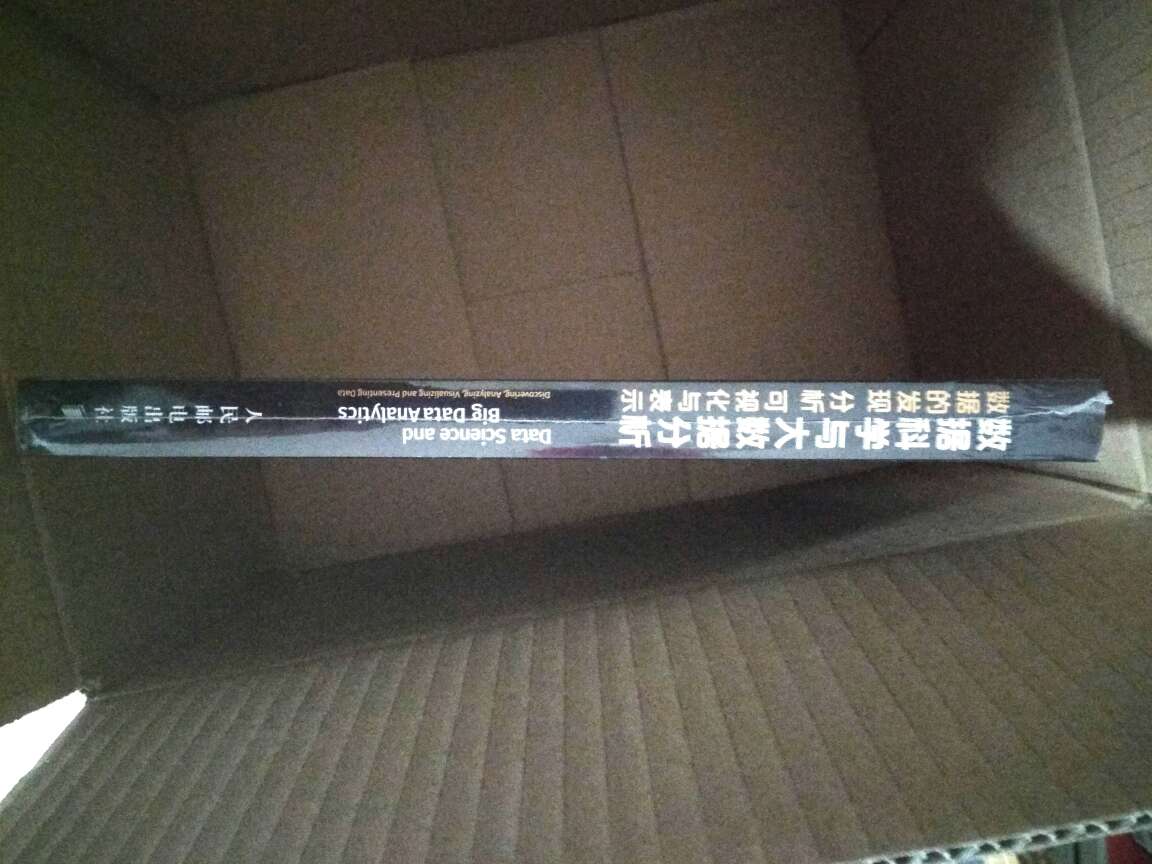 数据科学与大数据分析
数据的发现 分析 可视化与表示
Data Science and
Big Data Analytics
Discovering, Analyzing, Visualizing and Presenting Data
人民邮电出版社